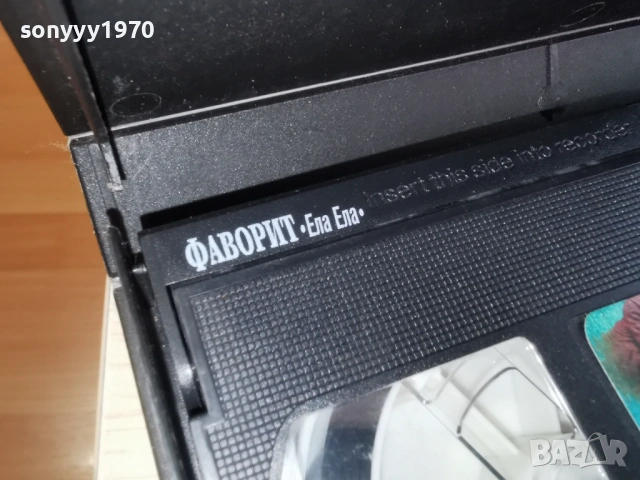 sonyyy1970
Insert this side into recorder
ФАВОРИТ •Ела Ела•
BAZAR